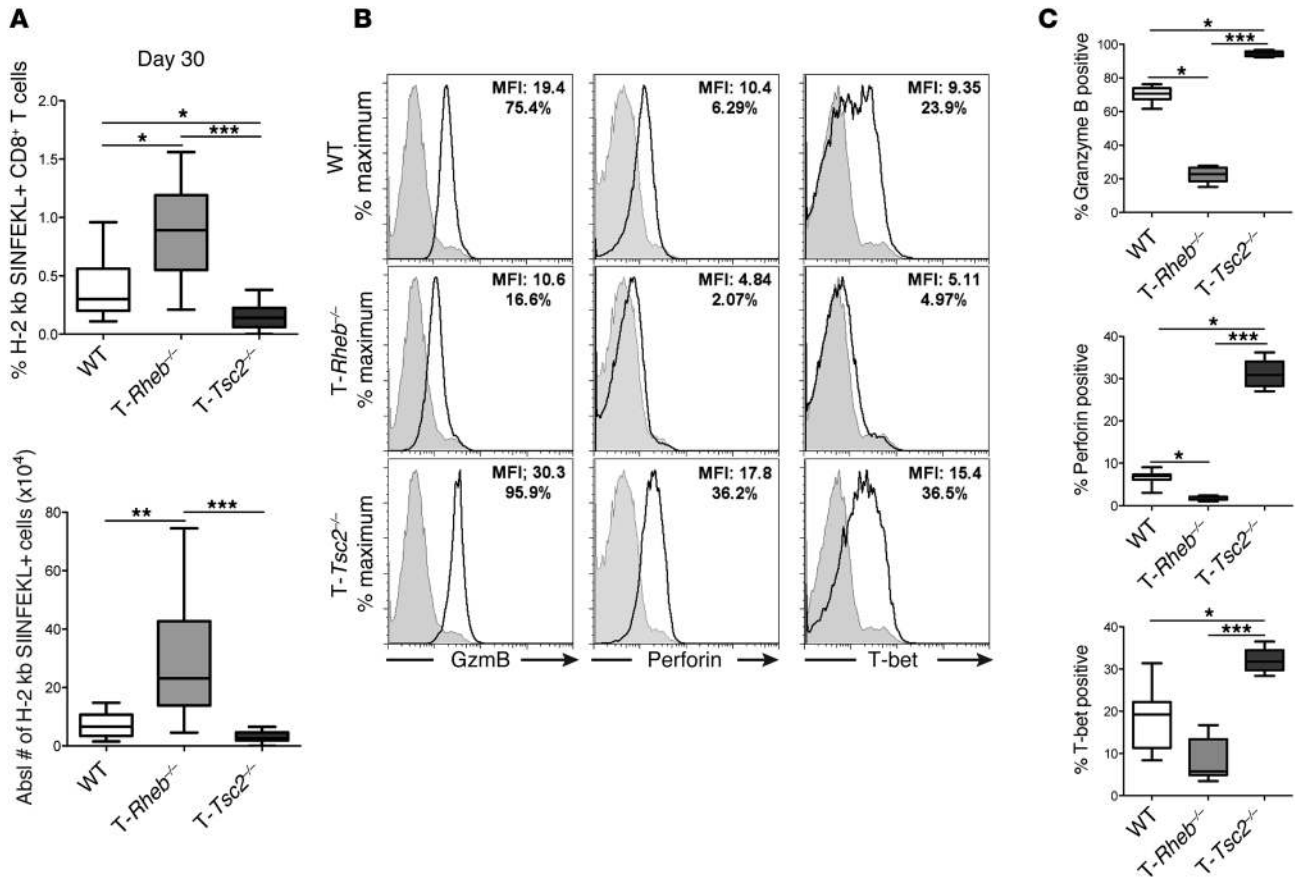 A
Day 30
% H-2 kb SINFEKL+ CD8⁺ T cells
2.0
1.5
1.0
0.5
0.0
*
*
***
WT
T-Rheb⁻/⁻
T-Tsc2⁻/⁻
Absl # of H-2 kb SIINFEKL+ cells (x10⁴)
80
60
40
20
0
**
***
WT
T-Rheb⁻/⁻
T-Tsc2⁻/⁻
B
WT
% maximum
MFI: 19.4
75.4%
MFI: 10.4
6.29%
MFI: 9.35
23.9%
T-Rheb⁻/⁻
% maximum
MFI: 10.6
16.6%
MFI: 4.84
2.07%
MFI: 5.11
4.97%
T-Tsc2⁻/⁻
% maximum
MFI; 30.3
95.9%
MFI: 17.8
36.2%
MFI: 15.4
36.5%
GzmB
Perforin
T-bet
C
% Granzyme B positive
100
80
60
40
20
0
*
***
*
WT
T-Rheb⁻/⁻
T-Tsc2⁻/⁻
% Perforin positive
40
30
20
10
0
*
***
*
WT
T-Rheb⁻/⁻
T-Tsc2⁻/⁻
% T-bet positive
40
30
20
10
0
*
***
WT
T-Rheb⁻/⁻
T-Tsc2⁻/⁻